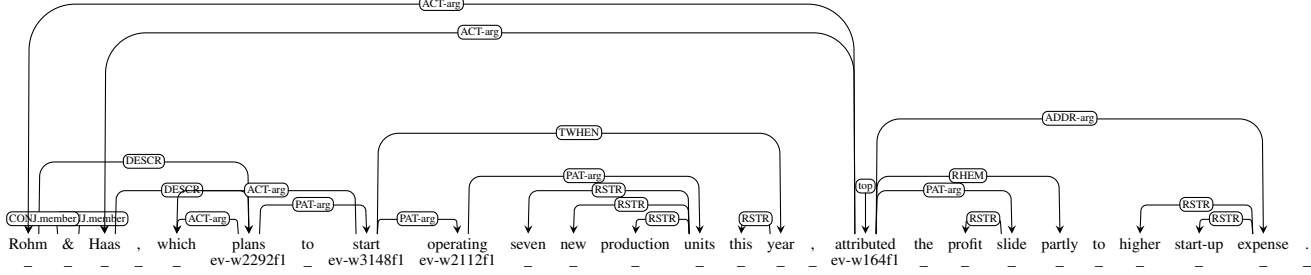 ACT-arg
ACT-arg
ADDR-arg
TWHEN
DESCR
PAT-arg RHEM
top
DESCR ACT-arg RSTR PAT-arg
PAT-arg RSTR RSTR
CONJ.member J.member ACT-arg PAT-arg RSTR RSTR RSTR RSTR
Rohm & Haas , which plans to start operating seven new production units this year , attributed the profit slide partly to higher start-up expense .
_ _ _ _ _ ev-w2292f1 _ ev-w3148f1 ev-w2112f1 _ _ _ _ _ _ _ ev-w164f1 _ _ _ _ _ _ _ _ _